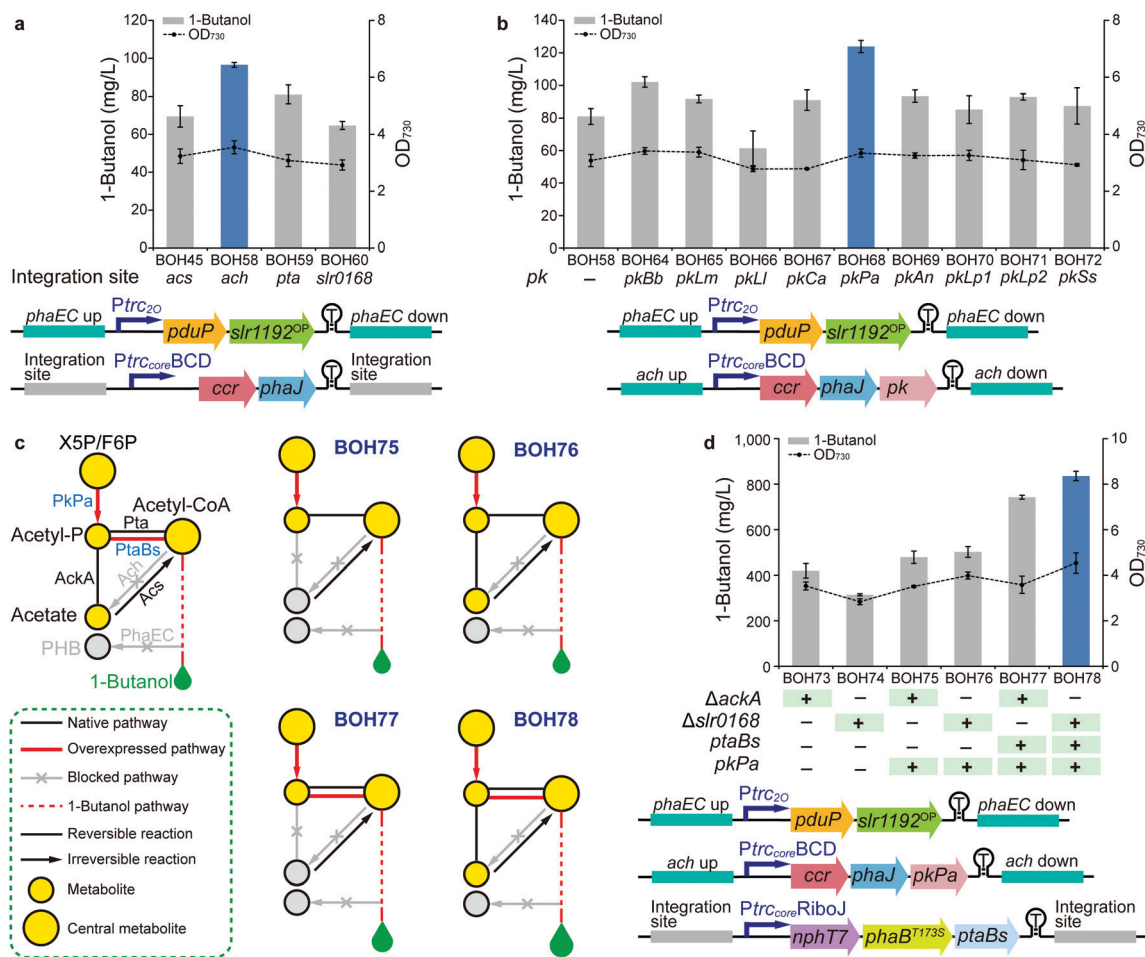 a
1-Butanol
OD730
120
100
80
60
40
20
0
1-Butanol (mg/L)
8
6
4
2
0
OD730
BOH45 BOH58 BOH59 BOH60
Integration site acs ach pta slr0168
phaEC up Ptrc2O pduP slr1192OP T phaEC down
Integration site PtrccoreBCD ccr phaJ T Integration site
b
1-Butanol
OD730
140
120
100
80
60
40
20
0
1-Butanol (mg/L)
8
6
4
2
0
OD730
BOH58 BOH64 BOH65 BOH66 BOH67 BOH68 BOH69 BOH70 BOH71 BOH72
pk – pkBb pkLm pkLl pkCa pkPa pkAn pkLp1 pkLp2 pkSs
phaEC up Ptrc2O pduP slr1192OP T phaEC down
ach up PtrccoreBCD ccr phaJ pk T ach down
c
X5P/F6P
PkPa
Acetyl-CoA
Acetyl-P
Pta
PtaBs
AckA
Ach
Acs
Acetate
PHB
PhaEC
1-Butanol
BOH75
BOH76
BOH77
BOH78
Native pathway
Overexpressed pathway
Blocked pathway
1-Butanol pathway
Reversible reaction
Irreversible reaction
Metabolite
Central metabolite
d
1-Butanol
OD730
1,000
800
600
400
200
0
1-Butanol (mg/L)
10
8
6
4
2
0
OD730
BOH73 BOH74 BOH75 BOH76 BOH77 BOH78
ΔackA + – + – + –
Δslr0168 – + – + – +
ptaBs – – – – + +
pkPa – – + + + +
phaEC up Ptrc2O pduP slr1192OP T phaEC down
ach up PtrccoreBCD ccr phaJ pkPa T ach down
Integration site PtrccoreRiboJ nphT7 phaBT173S ptaBs T Integration site